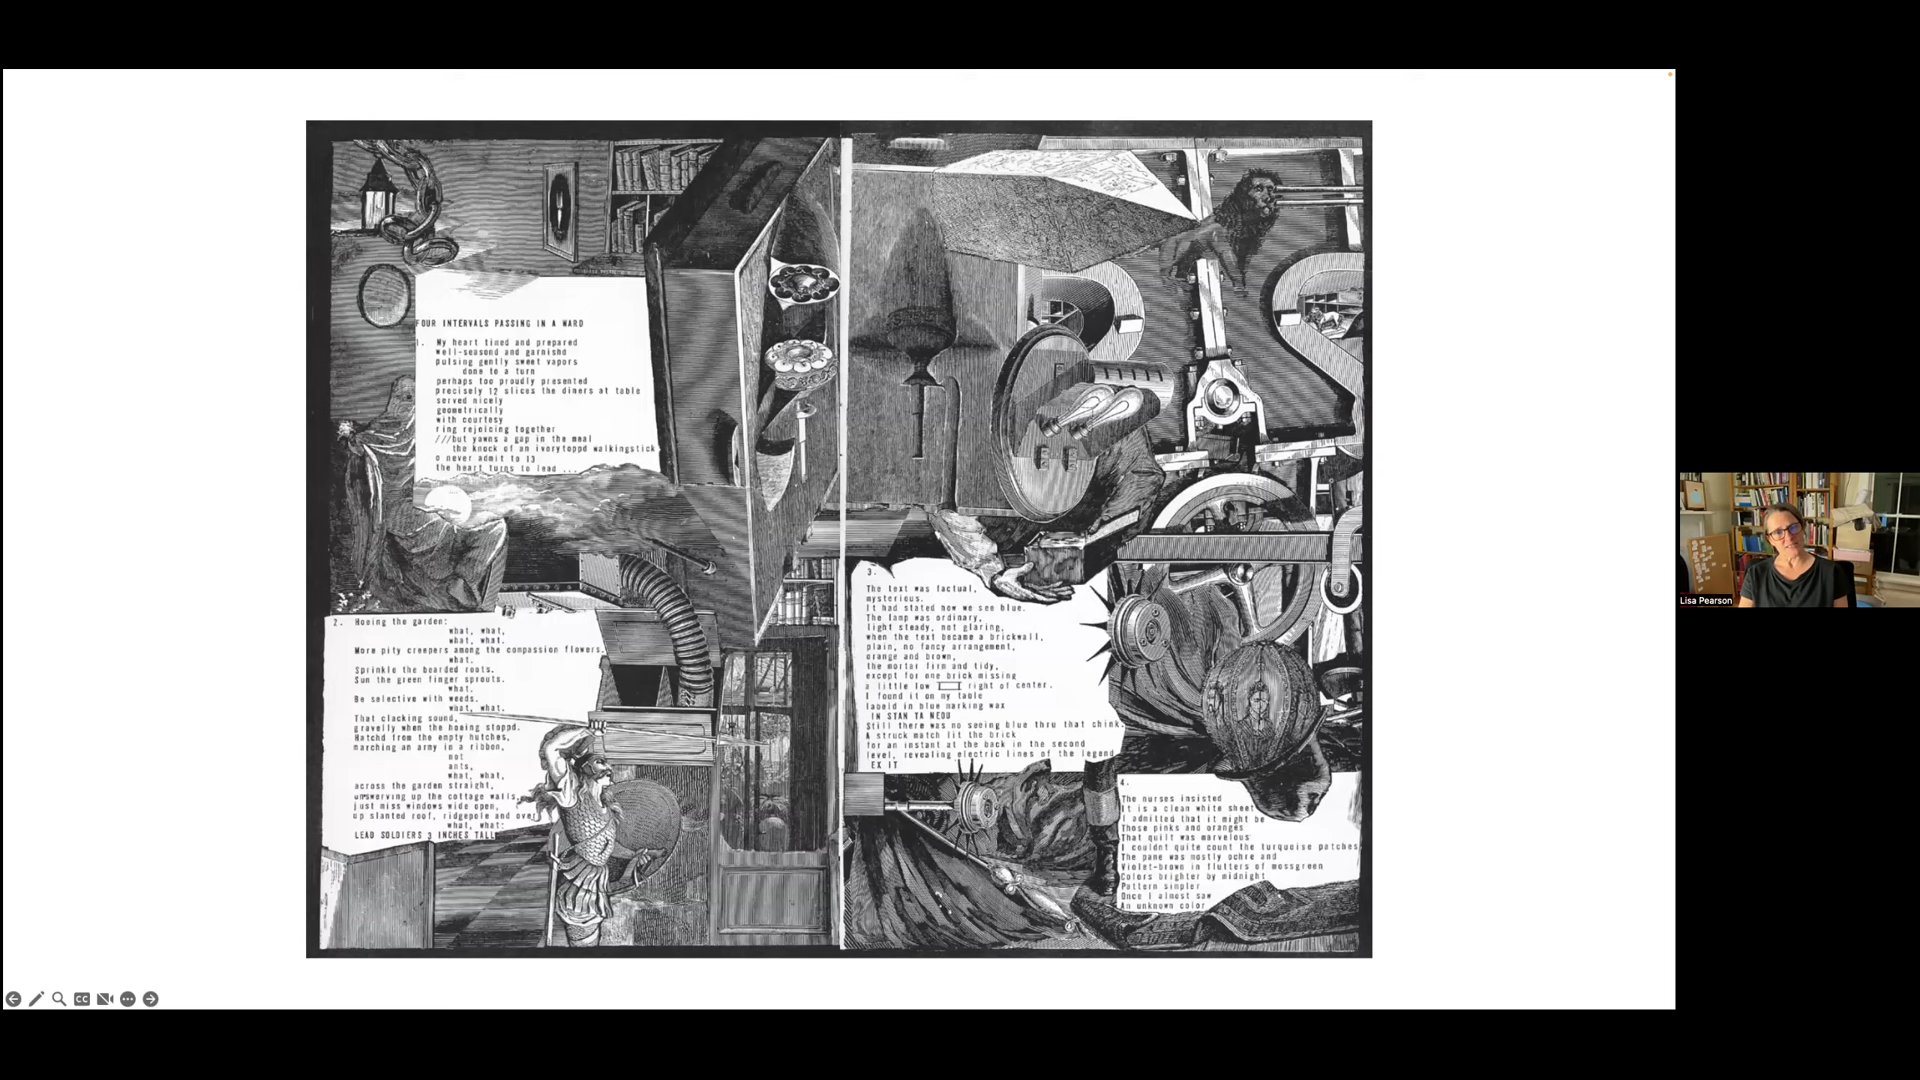 FOUR INTERVALS PASSING IN A WARD
1. My heart tined and prepared
well-seasond and garnishd
pulsing gently sweet vapors
done to a turn
perhaps too proudly presented
precisely 12 slices the diners at table
served nicely
geometrically
with courtesy
ring rejoicing together
///but yawns a gap in the meal
the knock of an ivorytoppd walkingstick
o never admit to 13
the heart turns to lead ...
2. Hoeing the garden:
what, what,
what, what.
More pity creepers among the compassion flowers,
what.
Sprinkle the bearded roots.
Sun the green finger sprouts.
what.
Be selective with weeds.
what, what.
That clacking sound,
gravelly when the hoeing stoppd.
Hatchd from the empty hutches,
marching an army in a ribbon,
not
ants,
what, what,
across the garden straight,
unswerving up the cottage walls,
just miss windows wide open,
up slanted roof, ridgepole and over
what, what:
LEAD SOLDIERS 3 INCHES TALL
3.
The text was factual,
mysterious.
It had stated how we see blue.
The lamp was ordinary,
light steady, not glaring,
when the text became a brickwall,
plain, no fancy arrangement,
orange and brown,
the mortar firm and tidy,
except for one brick missing
a little low right of center.
I found it on my table
labeld in blue marking wax
IN STAN TA NEOU
Still there was no seeing blue thru that chink.
A struck match lit the brick
for an instant at the back in the second
level, revealing electric lines of the legend
EX IT
4.
The nurses insisted
It is a clean white sheet
I admitted that it might be
Those pinks and oranges
That quilt was marvelous
I couldnt quite count the turquoise patches
The pane was mostly ochre and
Violet-brown in flutters of mossgreen
Colors brighter by midnight
Pattern simpler
Once I almost saw
An unknown color
CC
Lisa Pearson